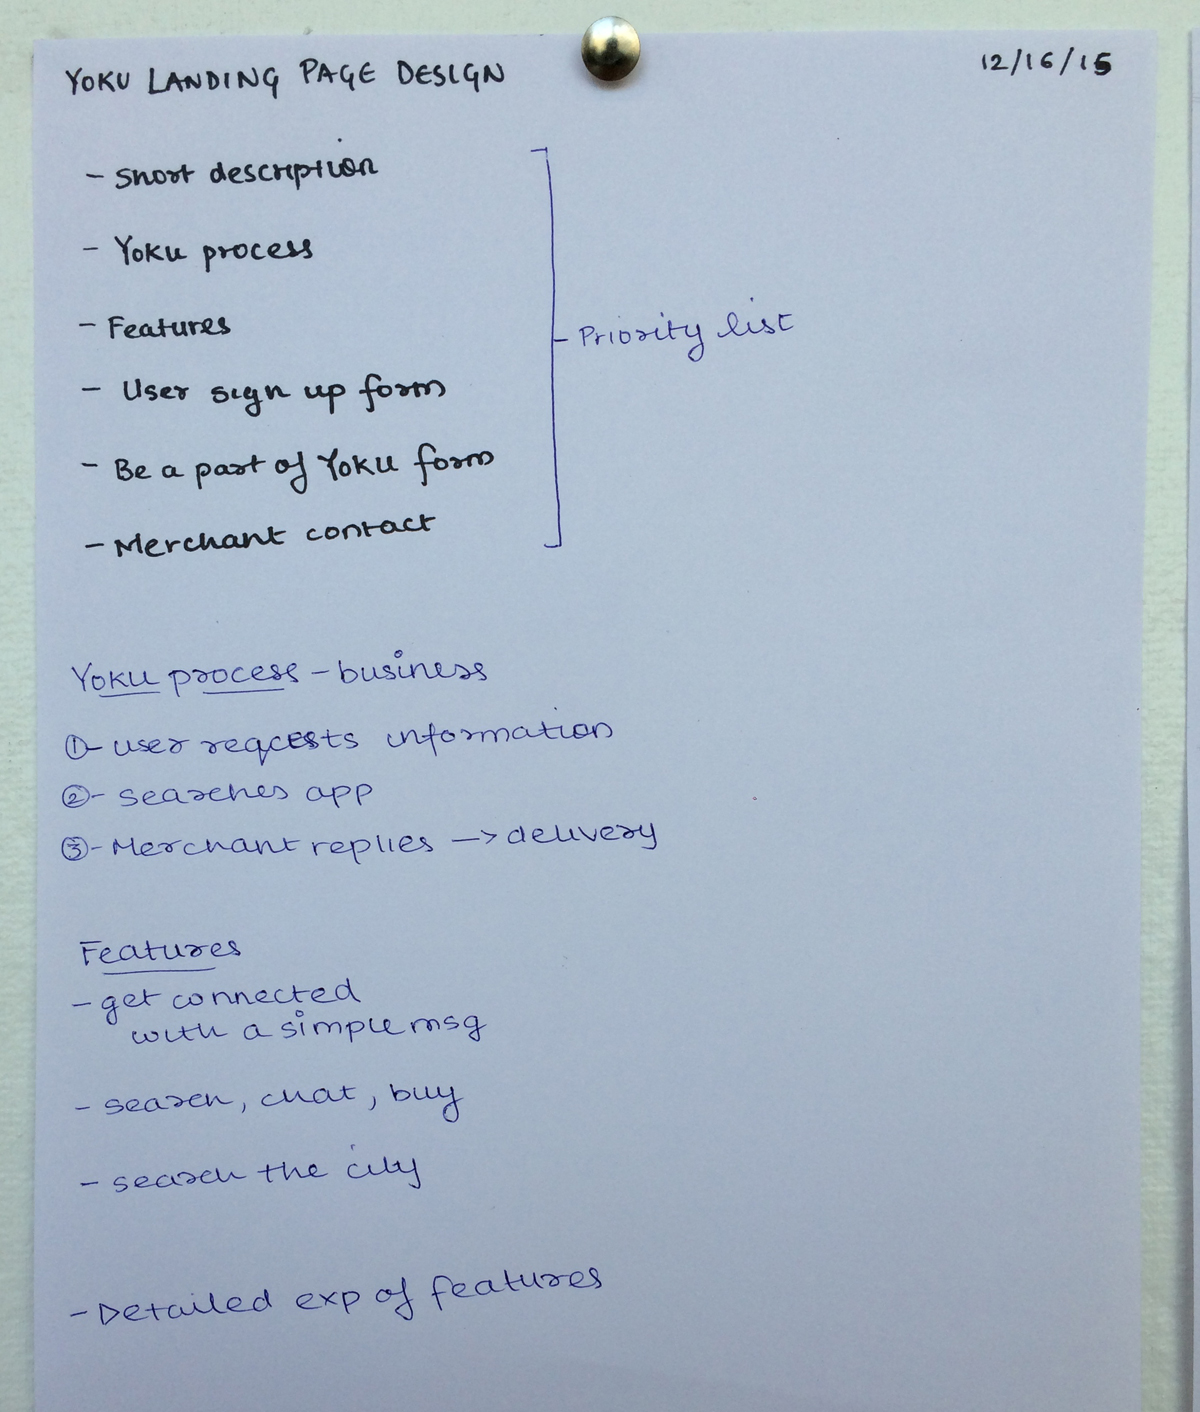 YOKU LANDING PAGE DESIGN
12/16/15
- Short description
- Yoku process
- Features
- User sign up form
- Be a part of Yoku form
- Merchant contact
- Priority list
Yoku process - business
①- user reqcests information
②- searches app
③- Merchant replies -> delivery
Features
- get connected
with a simple msg
- search, chat, buy
- search the city
- Detailed exp of features